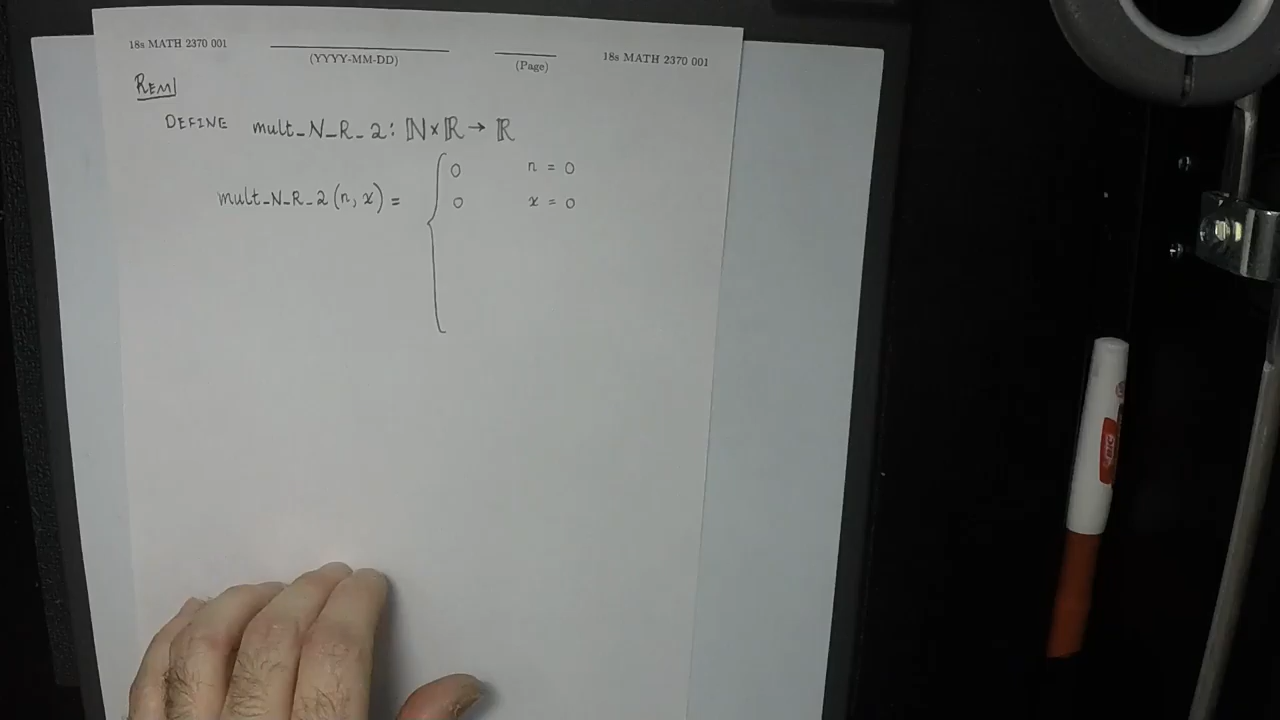 18s MATH 2370 001 (YYYY-MM-DD) (Page) 18s MATH 2370 001
REM
DEFINE mult_N_R_2 : ℕ × ℝ → ℝ
0 n = 0
mult_N_R_2 (n, x) = { 0 x = 0
BIC